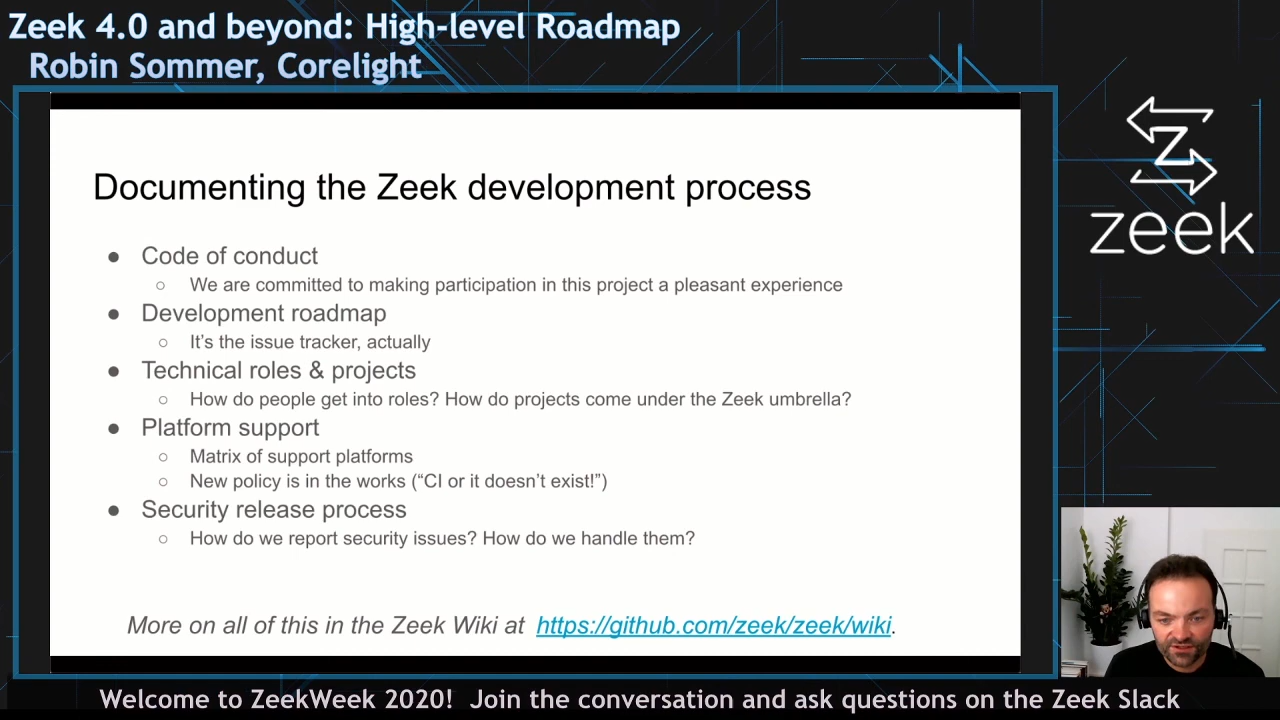 Zeek 4.0 and beyond: High-level Roadmap
Robin Sommer, Corelight
zeek
Documenting the Zeek development process
● Code of conduct
○ We are committed to making participation in this project a pleasant experience
● Development roadmap
○ It’s the issue tracker, actually
● Technical roles & projects
○ How do people get into roles? How do projects come under the Zeek umbrella?
● Platform support
○ Matrix of support platforms
○ New policy is in the works (“CI or it doesn’t exist!”)
● Security release process
○ How do we report security issues? How do we handle them?
More on all of this in the Zeek Wiki at https://github.com/zeek/zeek/wiki.
Welcome to ZeekWeek 2020! Join the conversation and ask questions on the Zeek Slack